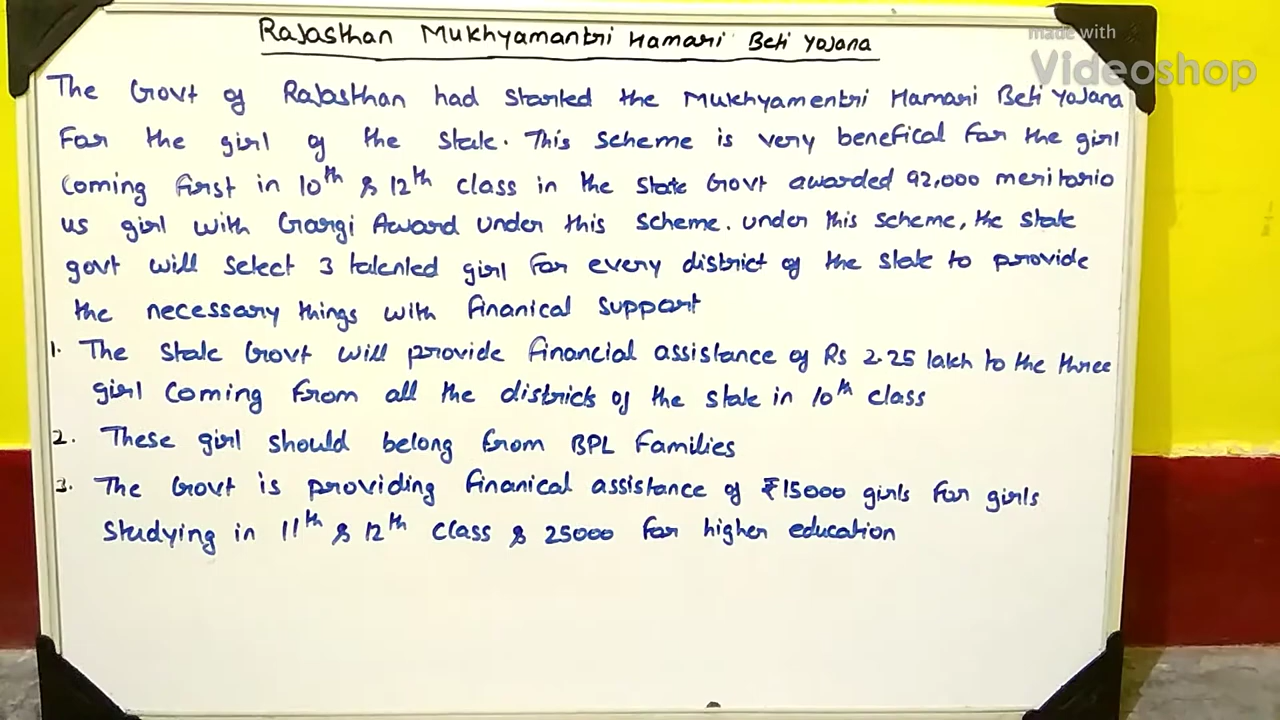 Rajasthan Mukhyamantri Hamari Beti Yojana
made with
Videoshop
The Govt of Rajasthan had started the Mukhyamentri Hamari Beti Yojana
For the girl of the state. This scheme is very benefical for the girl
coming first in 10th & 12th class in the state Govt awarded 92,000 meritorio
us girl with Gargi Award under this scheme. under this scheme, the state
govt will select 3 talented girl for every district of the state to provide
the necessary things with finanical support
1. The state Govt will provide financial assistance of Rs 2.25 lakh to the three
girl coming from all the districts of the state in 10th class
2. These girl should belong from BPL Families
3. The Govt is providing finanical assistance of ₹15000 girls for girls
studying in 11th & 12th class & 25000 for higher education